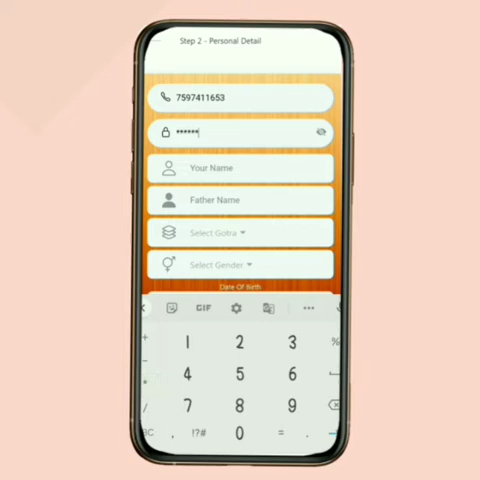 Step 2 - Personal Detail
7597411653
••••••
Your Name
Father Name
Select Gotra
Select Gender
Date Of Birth
GIF
+ 1 2 3 %
- 4 5 6
* 7 8 9
/
BC , !?# 0 = .